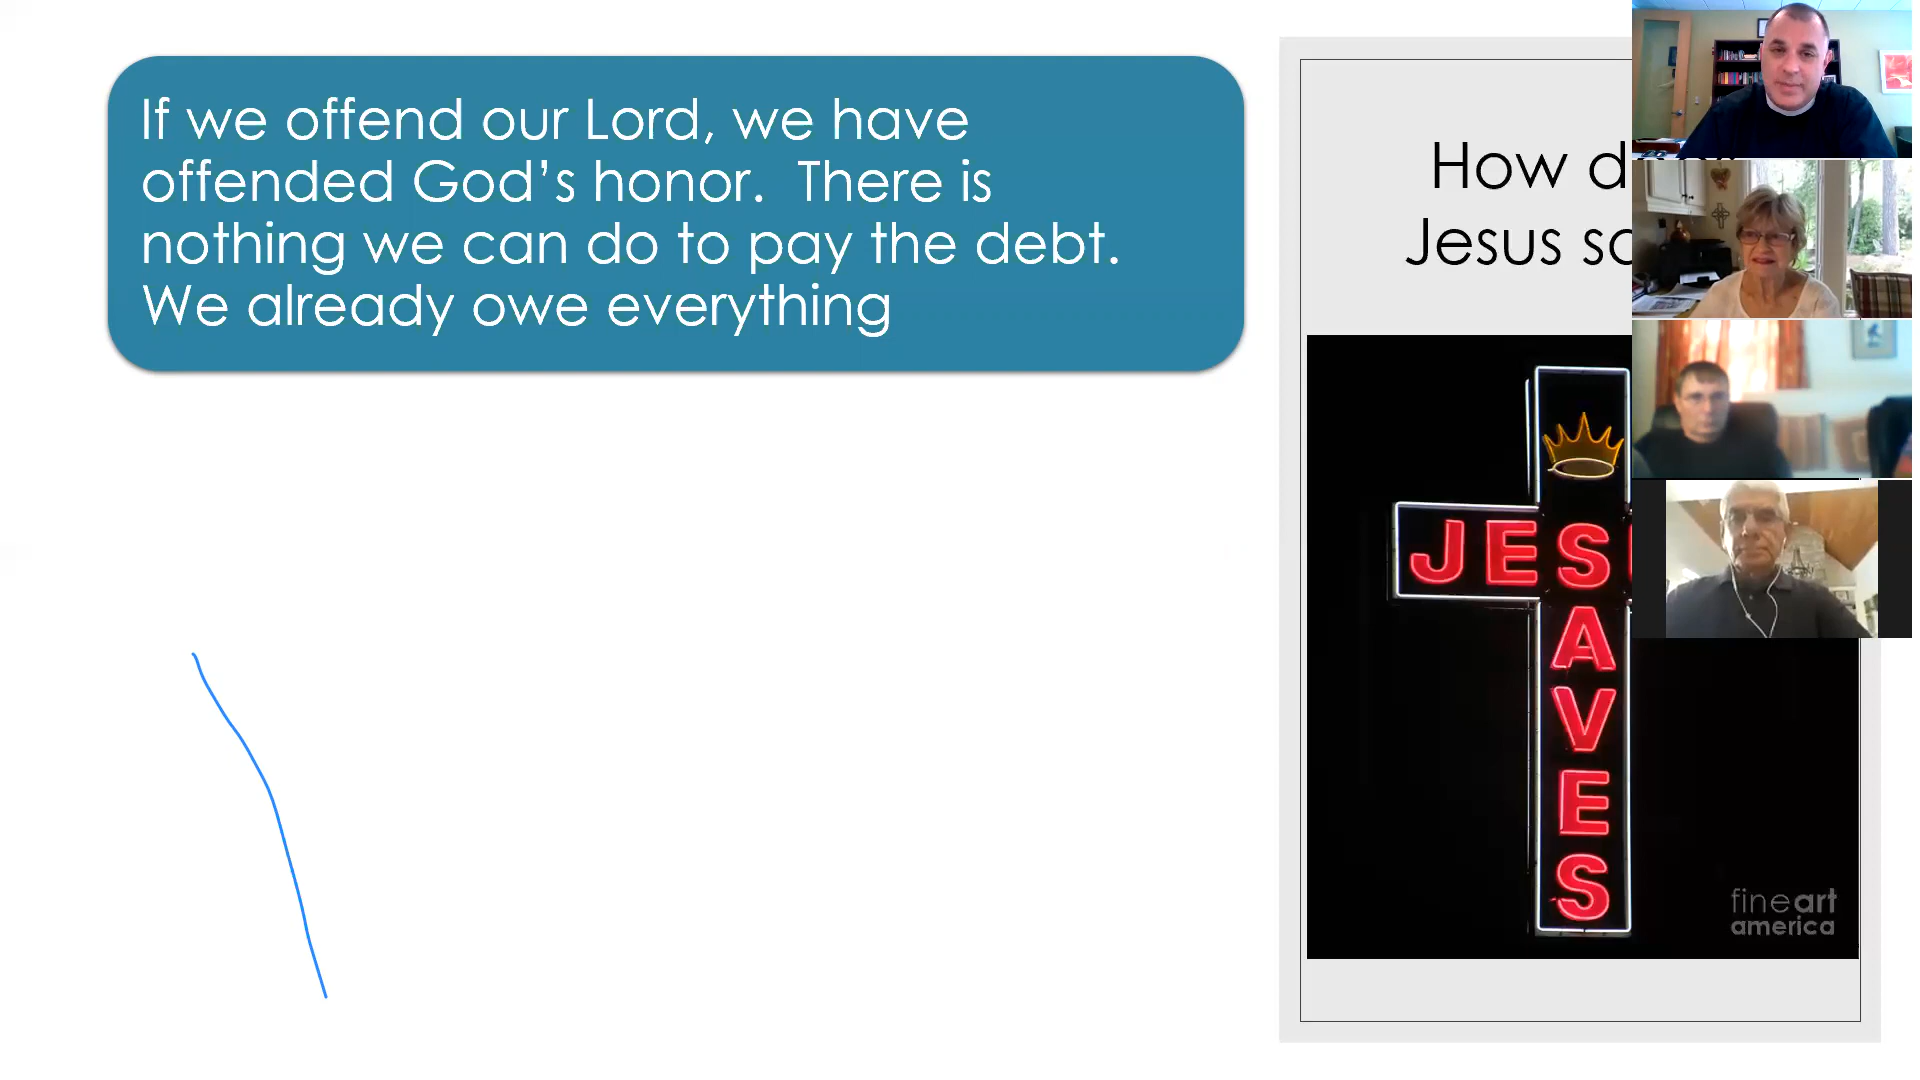 If we offend our Lord, we have
offended God’s honor.  There is
nothing we can do to pay the debt.
We already owe everything
How d
Jesus sa
JES
SAVES
fineart
america